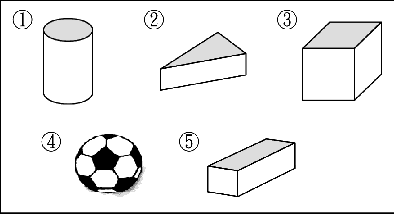 ① ② ③
④ ⑤